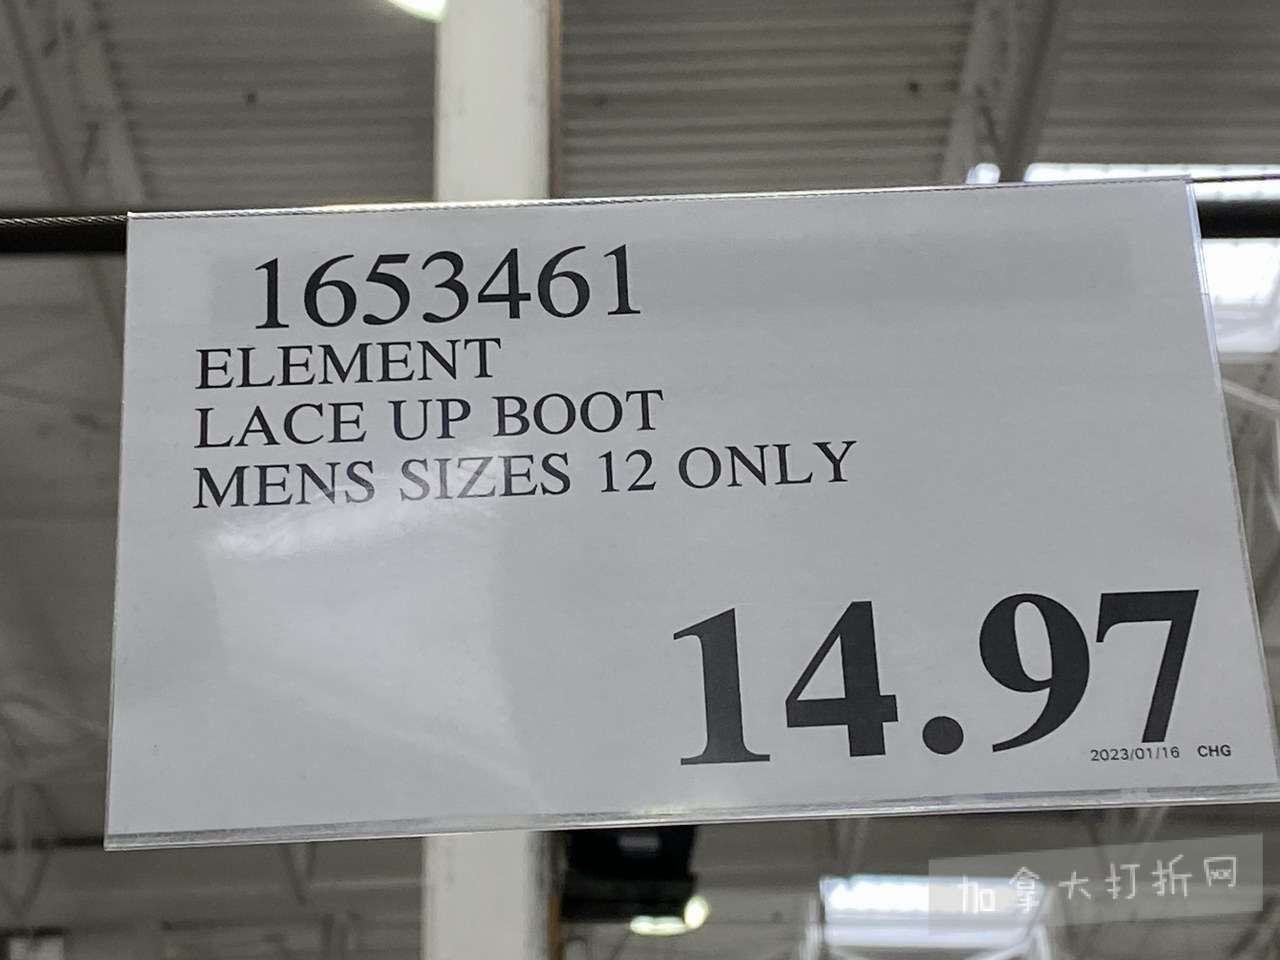 1653461
ELEMENT
LACE UP BOOT
MENS SIZES 12 ONLY
14.97
2023/01/16 CHG
加拿大打折网